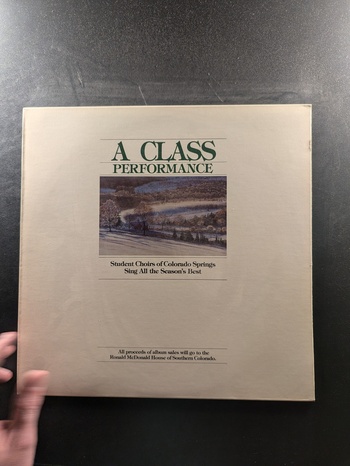 A CLASS
PERFORMANCE
Student Choirs of Colorado Springs
Sing All the Season's Best
All proceeds of album sales will go to the
Ronald McDonald House of Southern Colorado.